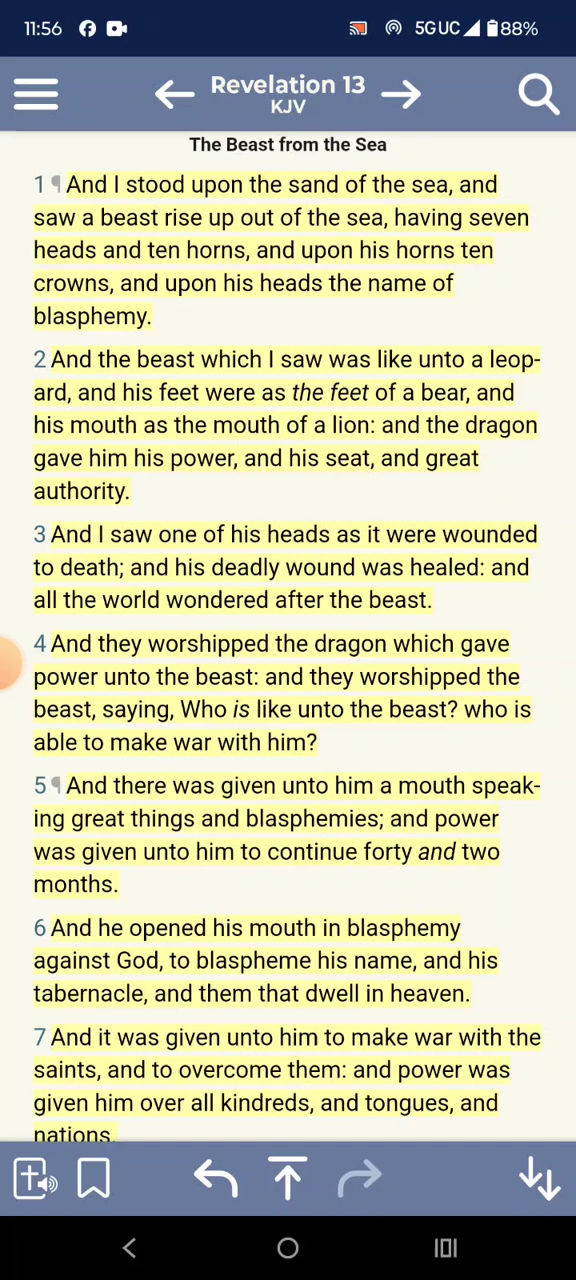 11:56 5G UC 88%
Revelation 13
KJV
The Beast from the Sea
1 ¶ And I stood upon the sand of the sea, and
saw a beast rise up out of the sea, having seven
heads and ten horns, and upon his horns ten
crowns, and upon his heads the name of
blasphemy.
2 And the beast which I saw was like unto a leop-
ard, and his feet were as the feet of a bear, and
his mouth as the mouth of a lion: and the dragon
gave him his power, and his seat, and great
authority.
3 And I saw one of his heads as it were wounded
to death; and his deadly wound was healed: and
all the world wondered after the beast.
4 And they worshipped the dragon which gave
power unto the beast: and they worshipped the
beast, saying, Who is like unto the beast? who is
able to make war with him?
5 ¶ And there was given unto him a mouth speak-
ing great things and blasphemies; and power
was given unto him to continue forty and two
months.
6 And he opened his mouth in blasphemy
against God, to blaspheme his name, and his
tabernacle, and them that dwell in heaven.
7 And it was given unto him to make war with the
saints, and to overcome them: and power was
given him over all kindreds, and tongues, and
nations.